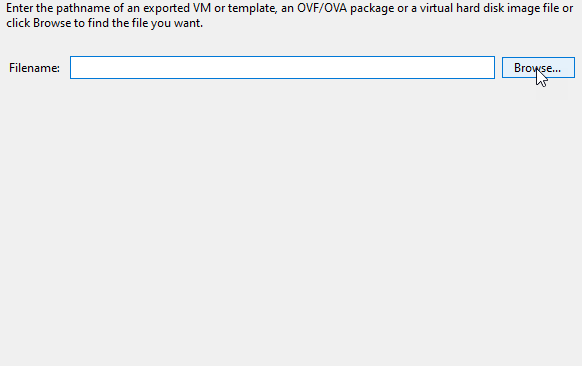 Enter the pathname of an exported VM or template, an OVF/OVA package or a virtual hard disk image file or
click Browse to find the file you want.
Filename: Browse...